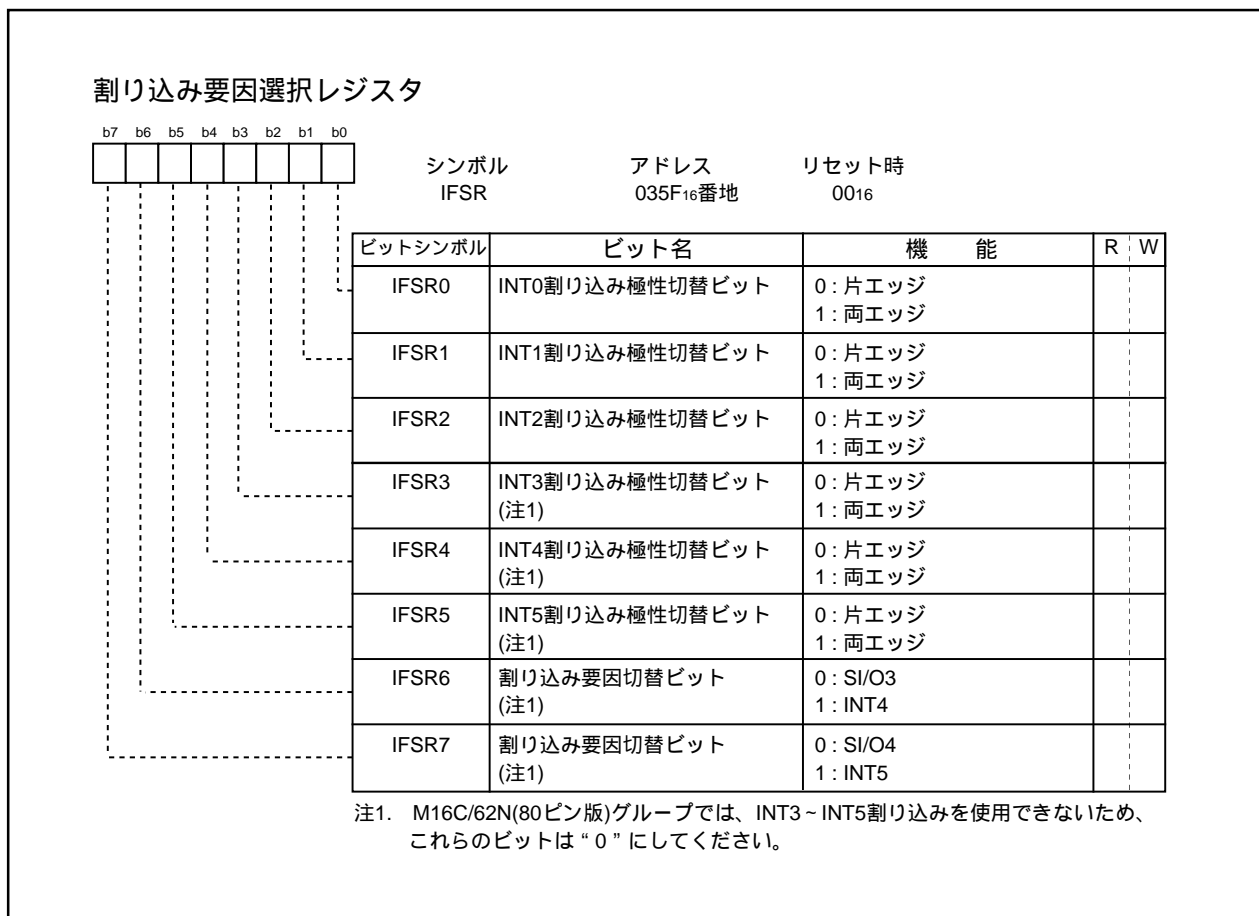 割り込み要因選択レジスタ
b7 b6 b5 b4 b3 b2 b1 b0
シンボル アドレス リセット時
IFSR 035F16番地 0016
ビットシンボル ビット名 機 能 R W
IFSR0 INT0割り込み極性切替ビット 0 : 片エッジ
1 : 両エッジ
IFSR1 INT1割り込み極性切替ビット 0 : 片エッジ
1 : 両エッジ
IFSR2 INT2割り込み極性切替ビット 0 : 片エッジ
1 : 両エッジ
IFSR3 INT3割り込み極性切替ビット 0 : 片エッジ
(注1) 1 : 両エッジ
IFSR4 INT4割り込み極性切替ビット 0 : 片エッジ
(注1) 1 : 両エッジ
IFSR5 INT5割り込み極性切替ビット 0 : 片エッジ
(注1) 1 : 両エッジ
IFSR6 割り込み要因切替ビット 0 : SI/O3
(注1) 1 : INT4
IFSR7 割り込み要因切替ビット 0 : SI/O4
(注1) 1 : INT5
注1. M16C/62N(80ピン版)グループでは、INT3~INT5割り込みを使用できないため、
これらのビットは“0”にしてください。